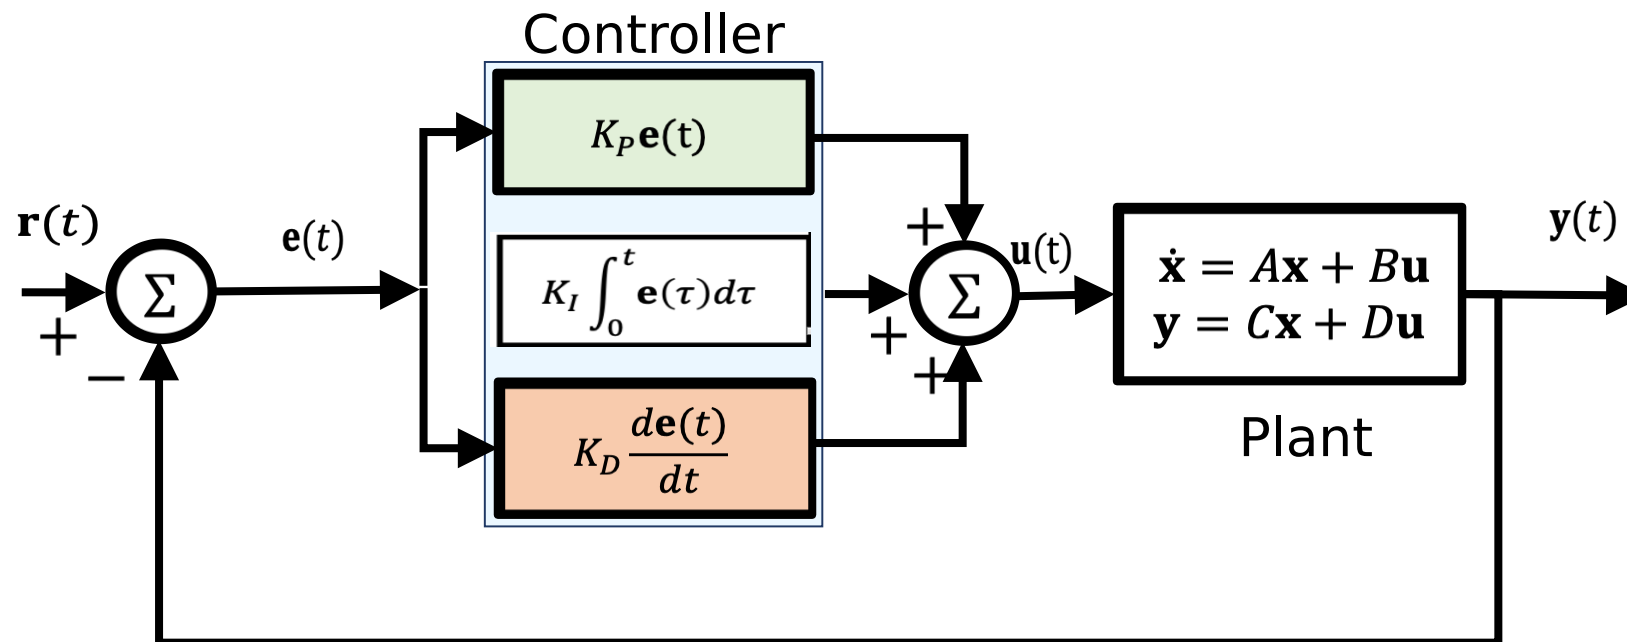 Controller
K_P e(t)
r(t)
e(t)
+
−
Σ
K_I ∫_0^t e(τ)dτ
K_D de(t)/dt
+
+
+
Σ
u(t)
ẋ = Ax + Bu
y = Cx + Du
Plant
y(t)